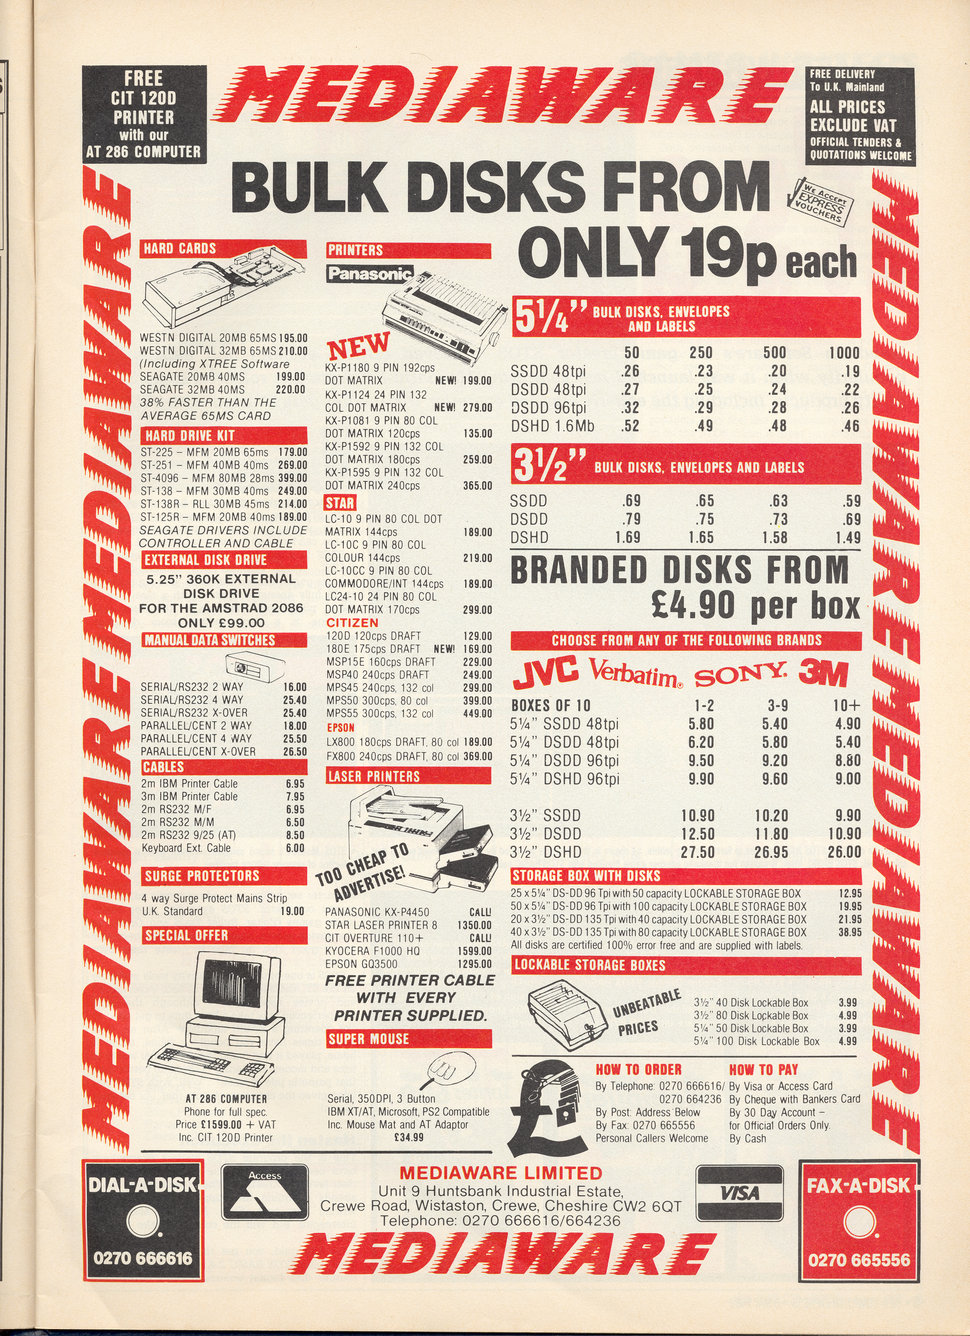 FREE
CIT 120D
PRINTER
with our
AT 286 COMPUTER
MEDIAWARE
FREE DELIVERY
To U.K. Mainland
ALL PRICES
EXCLUDE VAT
OFFICIAL TENDERS &
QUOTATIONS WELCOME
BULK DISKS FROM
ONLY 19p each
WE ACCEPT
EXPRESS
VOUCHERS
MEDIAWARE MEDIAWARE
MEDIAWARE MEDIAWARE
HARD CARDS
WESTN DIGITAL 20MB 65MS 195.00
WESTN DIGITAL 32MB 65MS 210.00
(Including XTREE Software
SEAGATE 20MB 40MS 199.00
SEAGATE 32MB 40MS 220.00
38% FASTER THAN THE
AVERAGE 65MS CARD
HARD DRIVE KIT
ST-225 – MFM 20MB 65ms 179.00
ST-251 – MFM 40MB 40ms 269.00
ST-4096 – MFM 80MB 28ms 399.00
ST-138 – MFM 30MB 40ms 249.00
ST-138R – RLL 30MB 45ms 214.00
ST-125R – MFM 20MB 40ms 189.00
SEAGATE DRIVERS INCLUDE
CONTROLLER AND CABLE
EXTERNAL DISK DRIVE
5.25" 360K EXTERNAL
DISK DRIVE
FOR THE AMSTRAD 2086
ONLY £99.00
MANUAL DATA SWITCHES
SERIAL/RS232 2 WAY 16.00
SERIAL/RS232 4 WAY 25.40
SERIAL/RS232 X-OVER 25.40
PARALLEL/CENT 2 WAY 18.00
PARALLEL/CENT 4 WAY 25.50
PARALLEL/CENT X-OVER 26.50
CABLES
2m IBM Printer Cable 6.95
3m IBM Printer Cable 7.95
2m RS232 M/F 6.95
2m RS232 M/M 6.50
2m RS232 9/25 (AT) 8.50
Keyboard Ext. Cable 6.00
SURGE PROTECTORS
4 way Surge Protect Mains Strip
U.K. Standard 19.00
SPECIAL OFFER
AT 286 COMPUTER
Phone for full spec.
Price £1599.00 + VAT
Inc. CIT 120D Printer
PRINTERS
Panasonic
NEW
KX-P1180 9 PIN 192cps
DOT MATRIX NEW! 199.00
KX-P1124 24 PIN 132
COL DOT MATRIX NEW! 279.00
KX-P1081 9 PIN 80 COL
DOT MATRIX 120cps 135.00
KX-P1592 9 PIN 132 COL
DOT MATRIX 180cps 259.00
KX-P1595 9 PIN 132 COL
DOT MATRIX 240cps 365.00
STAR
LC-10 9 PIN 80 COL DOT
MATRIX 144cps 189.00
LC-10C 9 PIN 80 COL
COLOUR 144cps 219.00
LC-10CC 9 PIN 80 COL
COMMODORE/INT 144cps 189.00
LC24-10 24 PIN 80 COL
DOT MATRIX 170cps 299.00
CITIZEN
120D 120cps DRAFT 129.00
180E 175cps DRAFT NEW! 169.00
MSP15E 160cps DRAFT 229.00
MSP40 240cps DRAFT 249.00
MPS45 240cps, 132 col 299.00
MPS50 300cps, 80 col 399.00
MPS55 300cps, 132 col 449.00
EPSON
LX800 180cps DRAFT, 80 col 189.00
FX800 240cps DRAFT, 80 col 369.00
LASER PRINTERS
TOO CHEAP TO
ADVERTISE!
PANASONIC KX-P4450 CALL!
STAR LASER PRINTER 8 1350.00
CIT OVERTURE 110+ CALL!
KYOCERA F1000 HQ 1599.00
EPSON GQ3500 1295.00
FREE PRINTER CABLE
WITH EVERY
PRINTER SUPPLIED.
SUPER MOUSE
Serial, 350DPI, 3 Button
IBM XT/AT, Microsoft, PS2 Compatible
Inc. Mouse Mat and AT Adaptor
£34.99
5¼" BULK DISKS, ENVELOPES
AND LABELS
50 250 500 1000
SSDD 48tpi .26 .23 .20 .19
DSDD 48tpi .27 .25 .24 .22
DSDD 96tpi .32 .29 .28 .26
DSHD 1.6Mb .52 .49 .48 .46
3½" BULK DISKS, ENVELOPES AND LABELS
SSDD .69 .65 .63 .59
DSDD .79 .75 .73 .69
DSHD 1.69 1.65 1.58 1.49
BRANDED DISKS FROM
£4.90 per box
CHOOSE FROM ANY OF THE FOLLOWING BRANDS
JVC Verbatim. SONY. 3M
BOXES OF 10 1-2 3-9 10+
5¼" SSDD 48tpi 5.80 5.40 4.90
5¼" DSDD 48tpi 6.20 5.80 5.40
5¼" DSDD 96tpi 9.50 9.20 8.80
5¼" DSHD 96tpi 9.90 9.60 9.00
3½" SSDD 10.90 10.20 9.90
3½" DSDD 12.50 11.80 10.90
3½" DSHD 27.50 26.95 26.00
STORAGE BOX WITH DISKS
25 x 5¼" DS-DD 96 Tpi with 50 capacity LOCKABLE STORAGE BOX 12.95
50 x 5¼" DS-DD 96 Tpi with 100 capacity LOCKABLE STORAGE BOX 19.95
20 x 3½" DS-DD 135 Tpi with 40 capacity LOCKABLE STORAGE BOX 21.95
40 x 3½" DS-DD 135 Tpi with 80 capacity LOCKABLE STORAGE BOX 38.95
All disks are certified 100% error free and are supplied with labels.
LOCKABLE STORAGE BOXES
UNBEATABLE
PRICES
3½" 40 Disk Lockable Box 3.99
3½" 80 Disk Lockable Box 4.99
5¼" 50 Disk Lockable Box 3.99
5¼" 100 Disk Lockable Box 4.99
£
HOW TO ORDER
By Telephone: 0270 666616/
0270 664236
By Post: Address Below
By Fax: 0270 665556
Personal Callers Welcome
HOW TO PAY
By Visa or Access Card
By Cheque with Bankers Card
By 30 Day Account –
for Official Orders Only.
By Cash
DIAL-A-DISK
0270 666616
Access
MEDIAWARE LIMITED
Unit 9 Huntsbank Industrial Estate,
Crewe Road, Wistaston, Crewe, Cheshire CW2 6QT
Telephone: 0270 666616/664236
MEDIAWARE
VISA
FAX-A-DISK
0270 665556